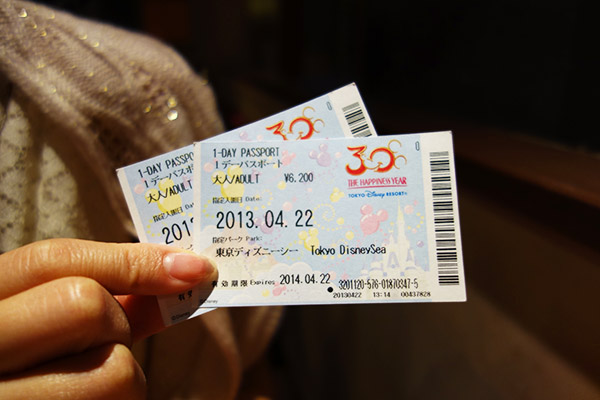 1-DAY PASSPORT
1デーパスポート
大人/ADULT
2013
1-DAY PASSPORT
1デーパスポート
大人/ADULT ¥6,200
指定入園日 Date:
2013.04.22
指定パーク Park:
東京ディズニーシー Tokyo DisneySea
有効期限 Expires 2014.04.22
30
THE HAPPINESS YEAR
TOKYO Disney RESORT
3201120-576-01870347-5
20130422 13:14 00437828